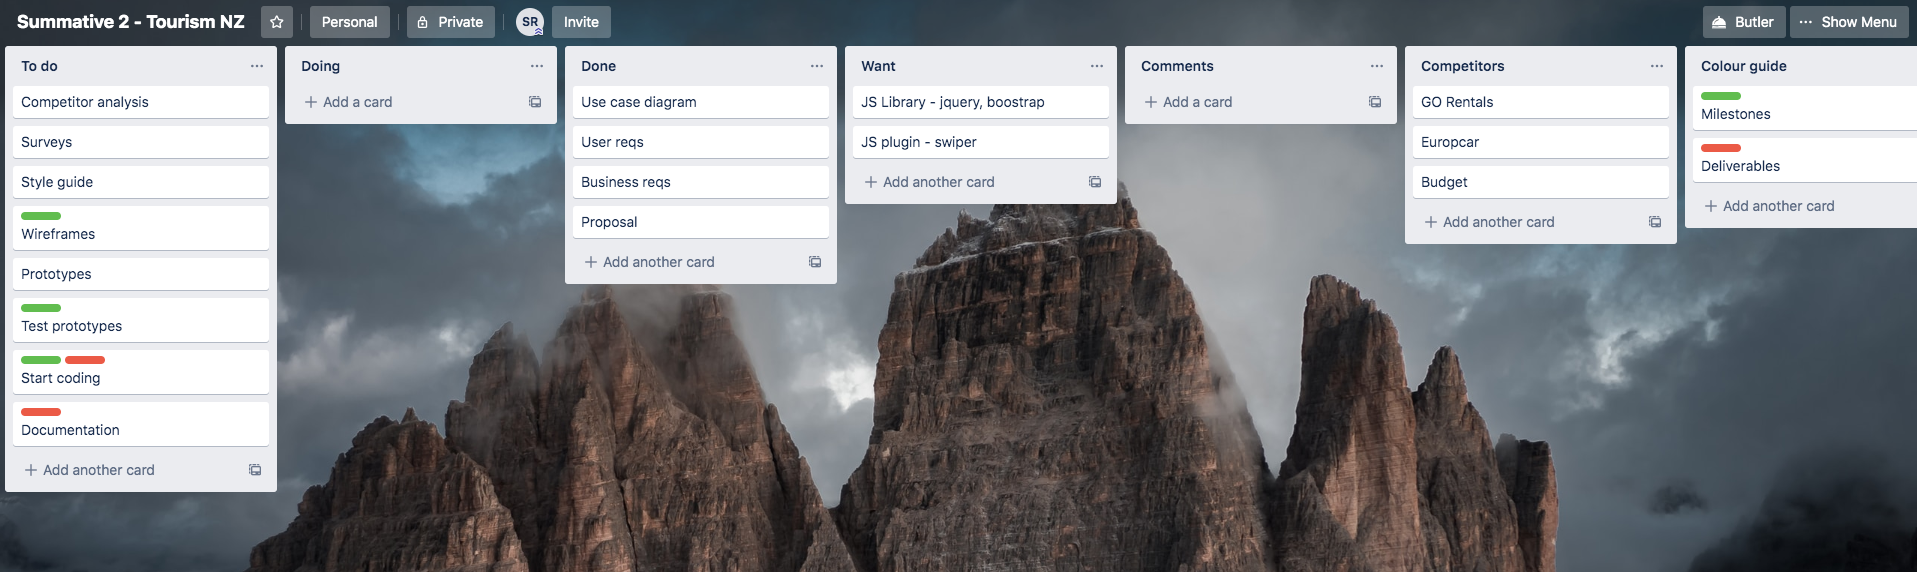 Summative 2 - Tourism NZ
Personal
Private
SR
Invite
Butler
Show Menu
To do
Competitor analysis
Surveys
Style guide
Wireframes
Prototypes
Test prototypes
Start coding
Documentation
Add another card
Doing
Add a card
Done
Use case diagram
User reqs
Business reqs
Proposal
Add another card
Want
JS Library - jquery, boostrap
JS plugin - swiper
Add another card
Comments
Add a card
Competitors
GO Rentals
Europcar
Budget
Add another card
Colour guide
Milestones
Deliverables
Add another card